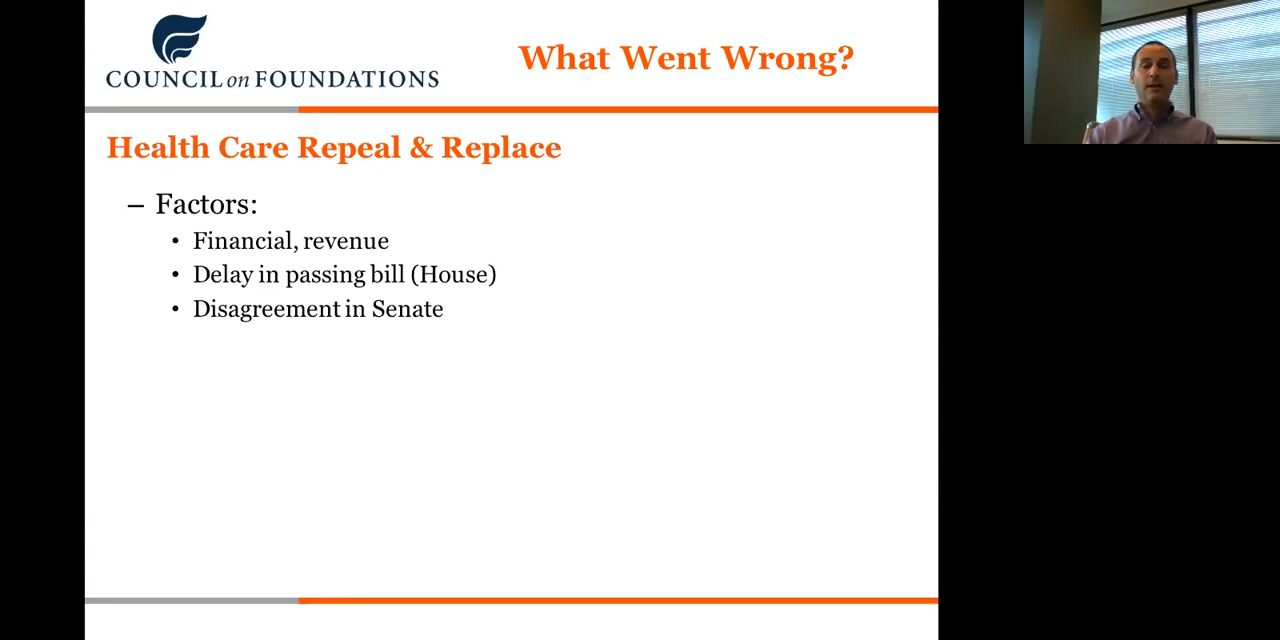 COUNCIL on FOUNDATIONS
What Went Wrong?
Health Care Repeal & Replace
– Factors:
• Financial, revenue
• Delay in passing bill (House)
• Disagreement in Senate